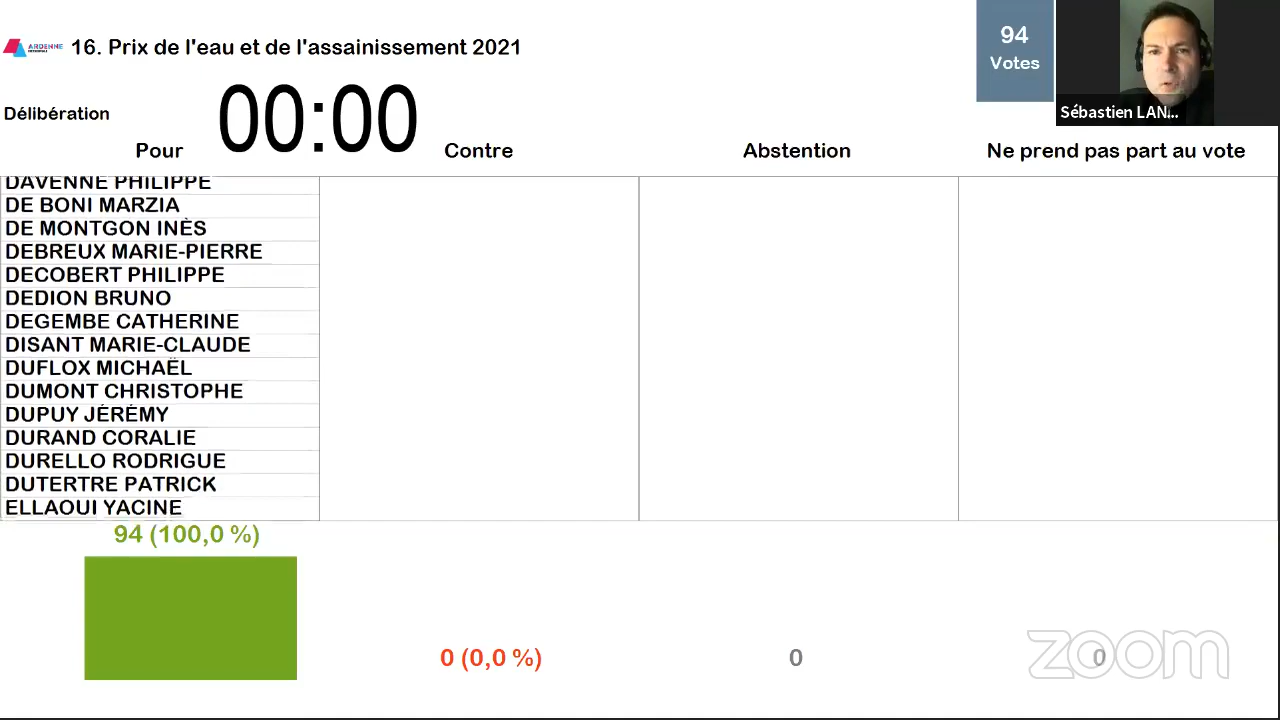 ARDENNE
16. Prix de l'eau et de l'assainissement 2021
94
Votes
Sébastien LAN...
Délibération
00:00
Pour
Contre
Abstention
Ne prend pas part au vote
DAVENNE PHILIPPE
DE BONI MARZIA
DE MONTGON INÈS
DEBREUX MARIE-PIERRE
DECOBERT PHILIPPE
DEDION BRUNO
DEGEMBE CATHERINE
DISANT MARIE-CLAUDE
DUFLOX MICHAËL
DUMONT CHRISTOPHE
DUPUY JÉRÉMY
DURAND CORALIE
DURELLO RODRIGUE
DUTERTRE PATRICK
ELLAOUI YACINE
94 (100,0 %)
0 (0,0 %)
0
0
zoom